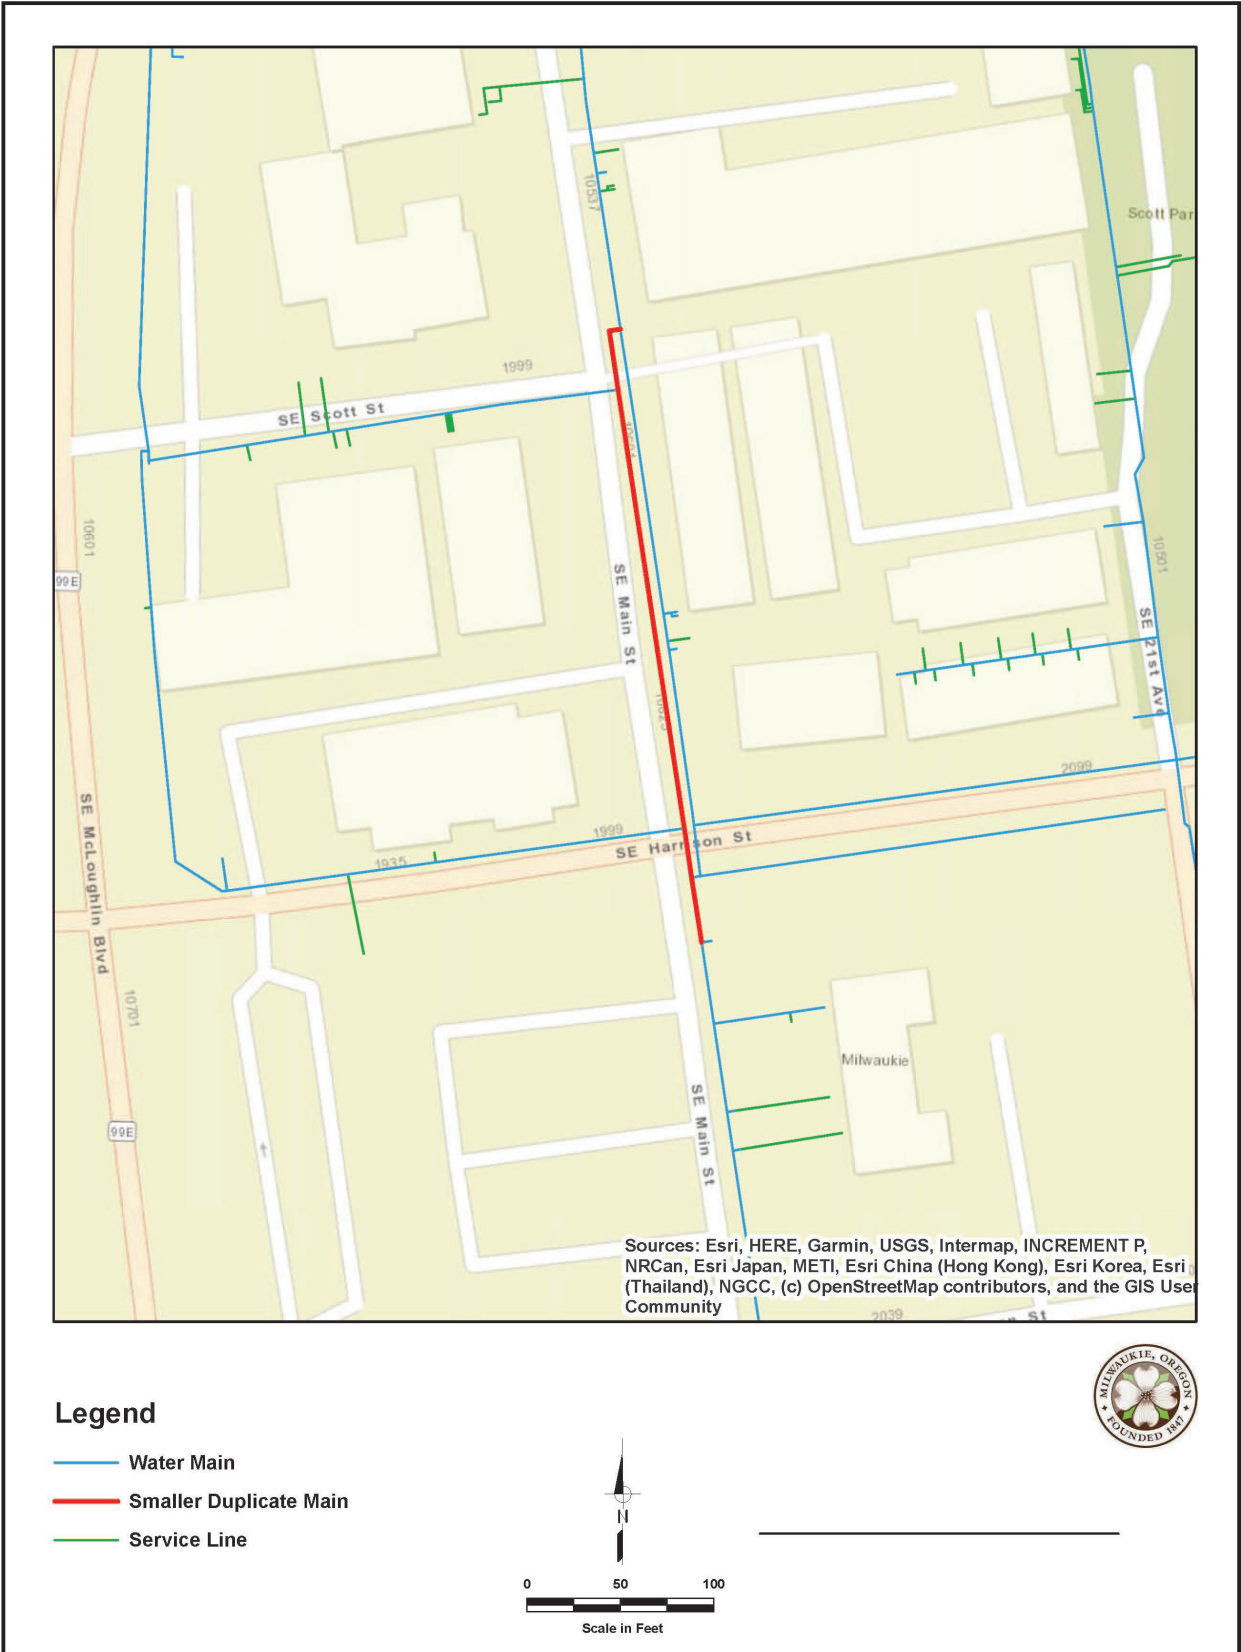 10537
Scott Par
1999
SE Scott St
10601
99E
SE Main St
10501
SE 21st Ave
2099
1999
SE Harrison St
1935
SE McLoughlin Blvd
10701
Milwaukie
99E
SE Main St
Sources: Esri, HERE, Garmin, USGS, Intermap, INCREMENT P,
NRCan, Esri Japan, METI, Esri China (Hong Kong), Esri Korea, Esri
(Thailand), NGCC, (c) OpenStreetMap contributors, and the GIS User
Community
2039
St
MILWAUKIE, OREGON
FOUNDED 1847
Legend
Water Main
Smaller Duplicate Main
Service Line
N
0 50 100
Scale in Feet